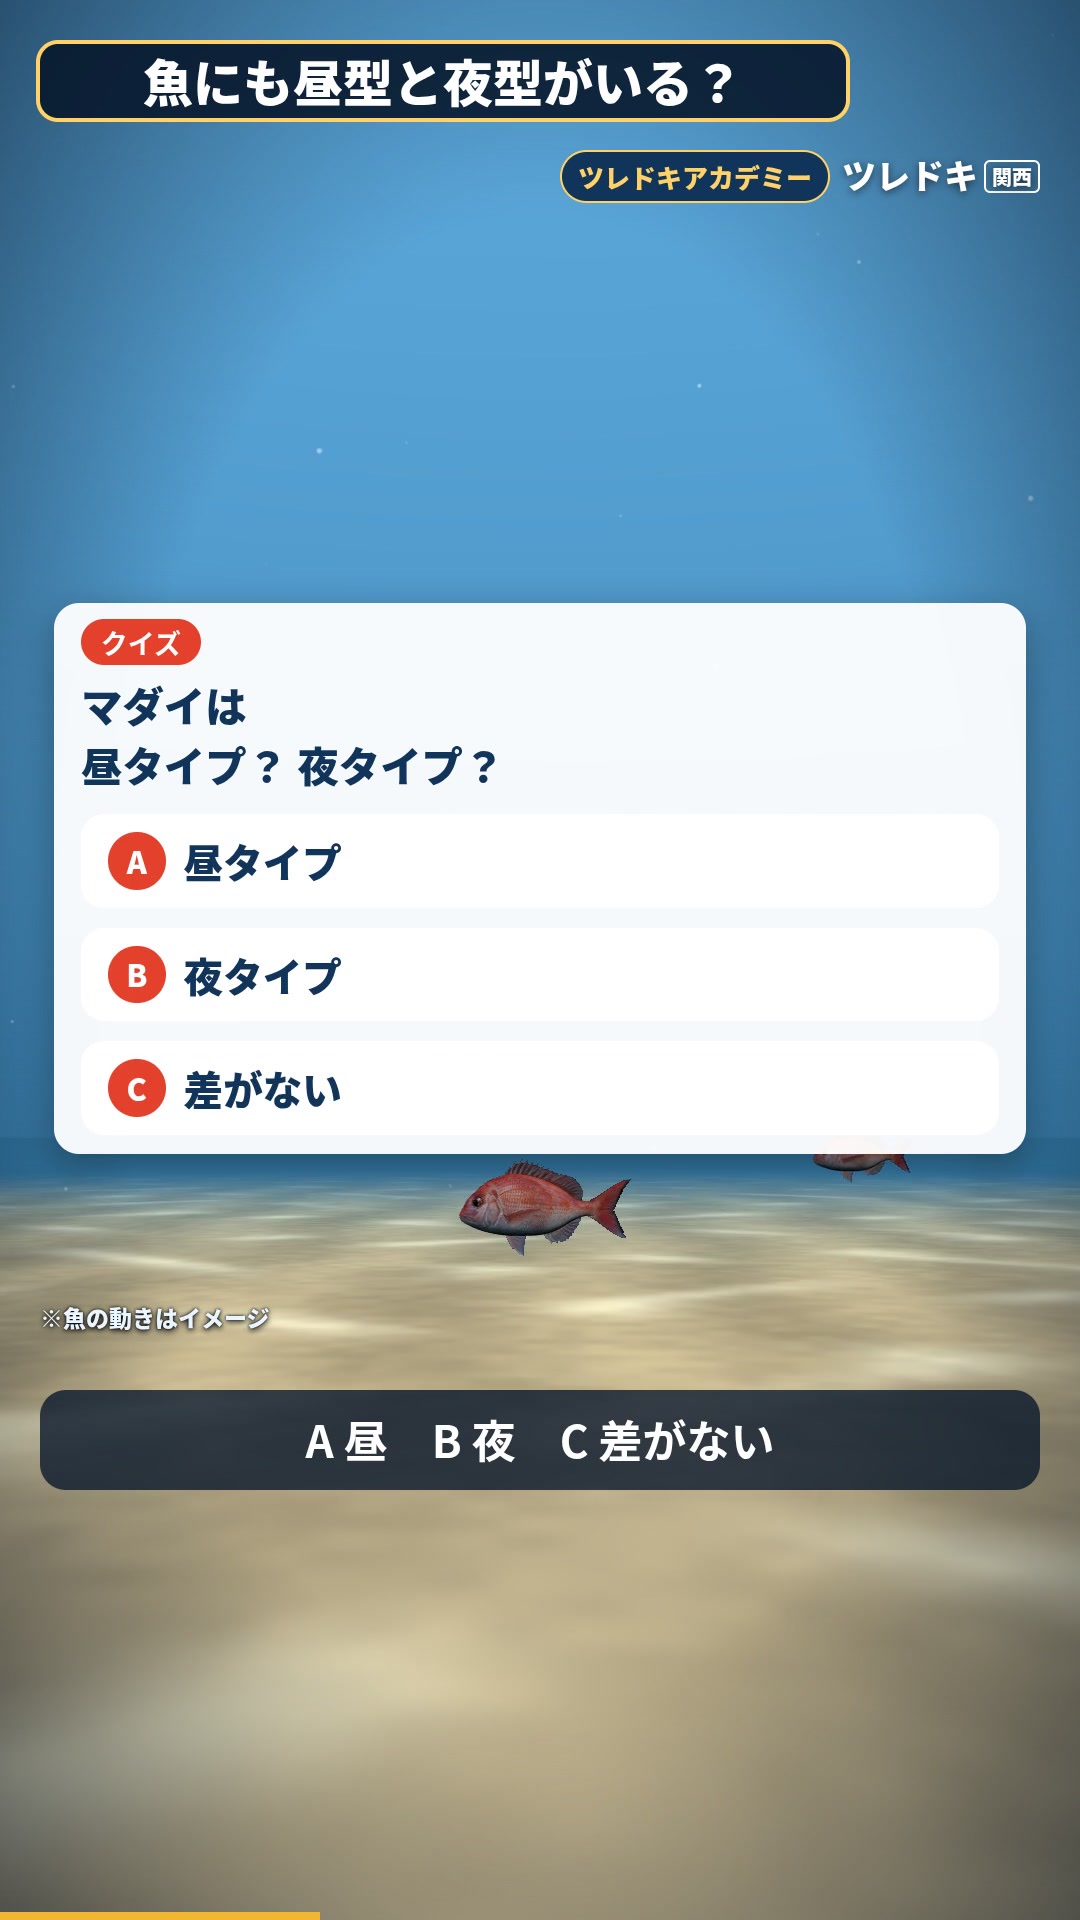 魚にも昼型と夜型がいる？
ツレドキアカデミー ツレドキ 関西
クイズ
マダイは
昼タイプ？ 夜タイプ？
A 昼タイプ
B 夜タイプ
C 差がない
※魚の動きはイメージ
A 昼　B 夜　C 差がない